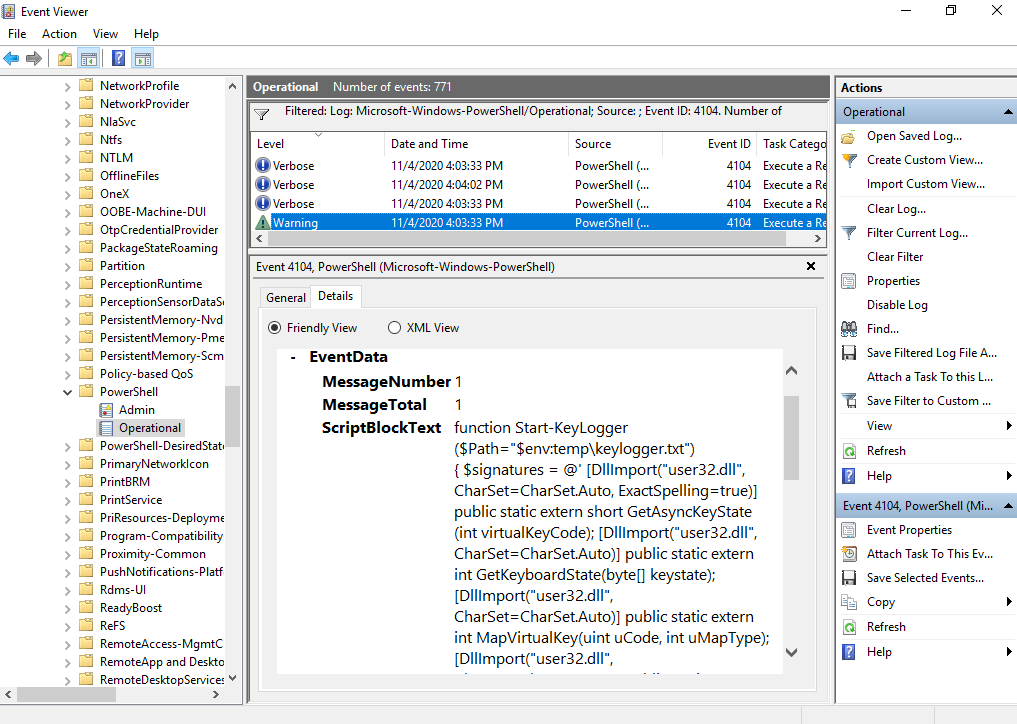 Event Viewer
File Action View Help
NetworkProfile
NetworkProvider
NlaSvc
Ntfs
NTLM
OfflineFiles
OneX
OOBE-Machine-DUI
OtpCredentialProvider
PackageStateRoaming
Partition
PerceptionRuntime
PerceptionSensorDataS
PersistentMemory-Nvd
PersistentMemory-Pme
PersistentMemory-Scm
Policy-based QoS
PowerShell
Admin
Operational
PowerShell-DesiredState
PrimaryNetworkIcon
PrintBRM
PrintService
PriResources-Deployme
Program-Compatibility
Proximity-Common
PushNotifications-Platf
Rdms-UI
ReadyBoost
ReFS
RemoteAccess-MgmtC
RemoteApp and Deskto
RemoteDesktopServices
Operational Number of events: 771
Filtered: Log: Microsoft-Windows-PowerShell/Operational; Source: ; Event ID: 4104. Number of
Level Date and Time Source Event ID Task Catego
Verbose 11/4/2020 4:03:33 PM PowerShell (... 4104 Execute a Re
Verbose 11/4/2020 4:04:02 PM PowerShell (... 4104 Execute a Re
Verbose 11/4/2020 4:03:33 PM PowerShell (... 4104 Execute a Re
Warning 11/4/2020 4:03:33 PM PowerShell (... 4104 Execute a Re
Event 4104, PowerShell (Microsoft-Windows-PowerShell)
General Details
Friendly View XML View
- EventData
MessageNumber 1
MessageTotal 1
ScriptBlockText function Start-KeyLogger
($Path="$env:temp\keylogger.txt")
{ $signatures = @' [DllImport("user32.dll",
CharSet=CharSet.Auto, ExactSpelling=true)]
public static extern short GetAsyncKeyState
(int virtualKeyCode); [DllImport("user32.dll",
CharSet=CharSet.Auto)] public static extern
int GetKeyboardState(byte[] keystate);
[DllImport("user32.dll",
CharSet=CharSet.Auto)] public static extern
int MapVirtualKey(uint uCode, int uMapType);
[DllImport("user32.dll",
Actions
Operational
Open Saved Log...
Create Custom View...
Import Custom View...
Clear Log...
Filter Current Log...
Clear Filter
Properties
Disable Log
Find...
Save Filtered Log File A...
Attach a Task To this L...
Save Filter to Custom ...
View
Refresh
Help
Event 4104, PowerShell (Mi...
Event Properties
Attach Task To This Ev...
Save Selected Events...
Copy
Refresh
Help